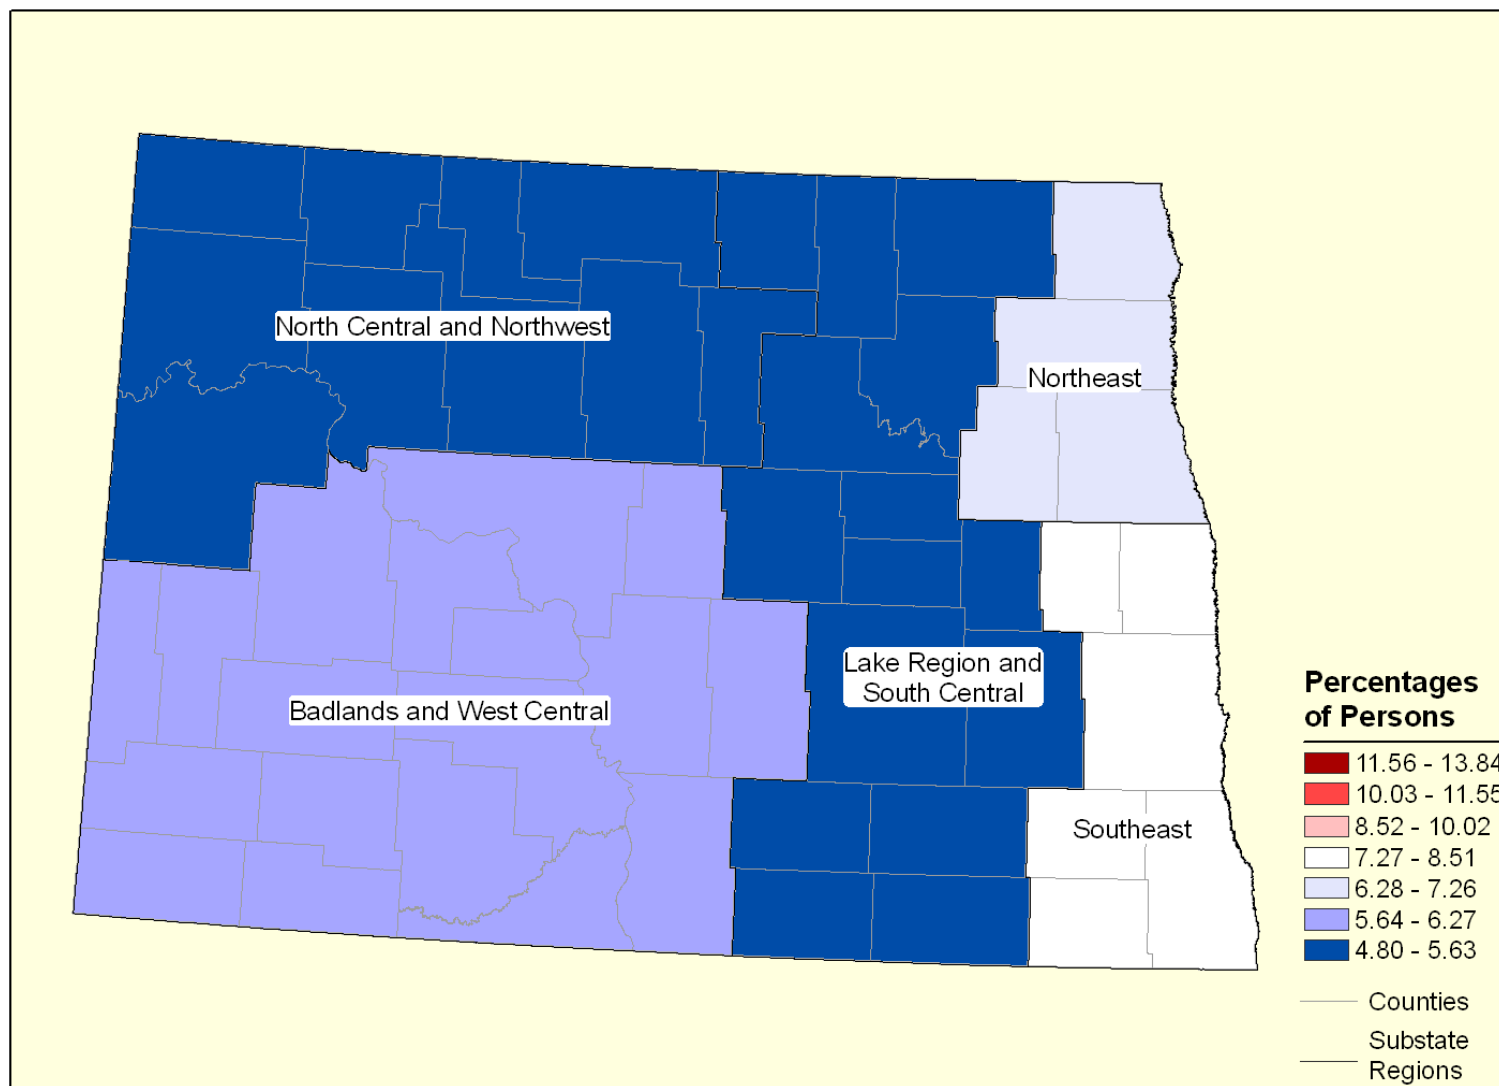 North Central and Northwest
Northeast
Lake Region and
South Central
Badlands and West Central
Southeast
Percentages
of Persons
11.56 - 13.84
10.03 - 11.55
8.52 - 10.02
7.27 - 8.51
6.28 - 7.26
5.64 - 6.27
4.80 - 5.63
Counties
Substate
Regions